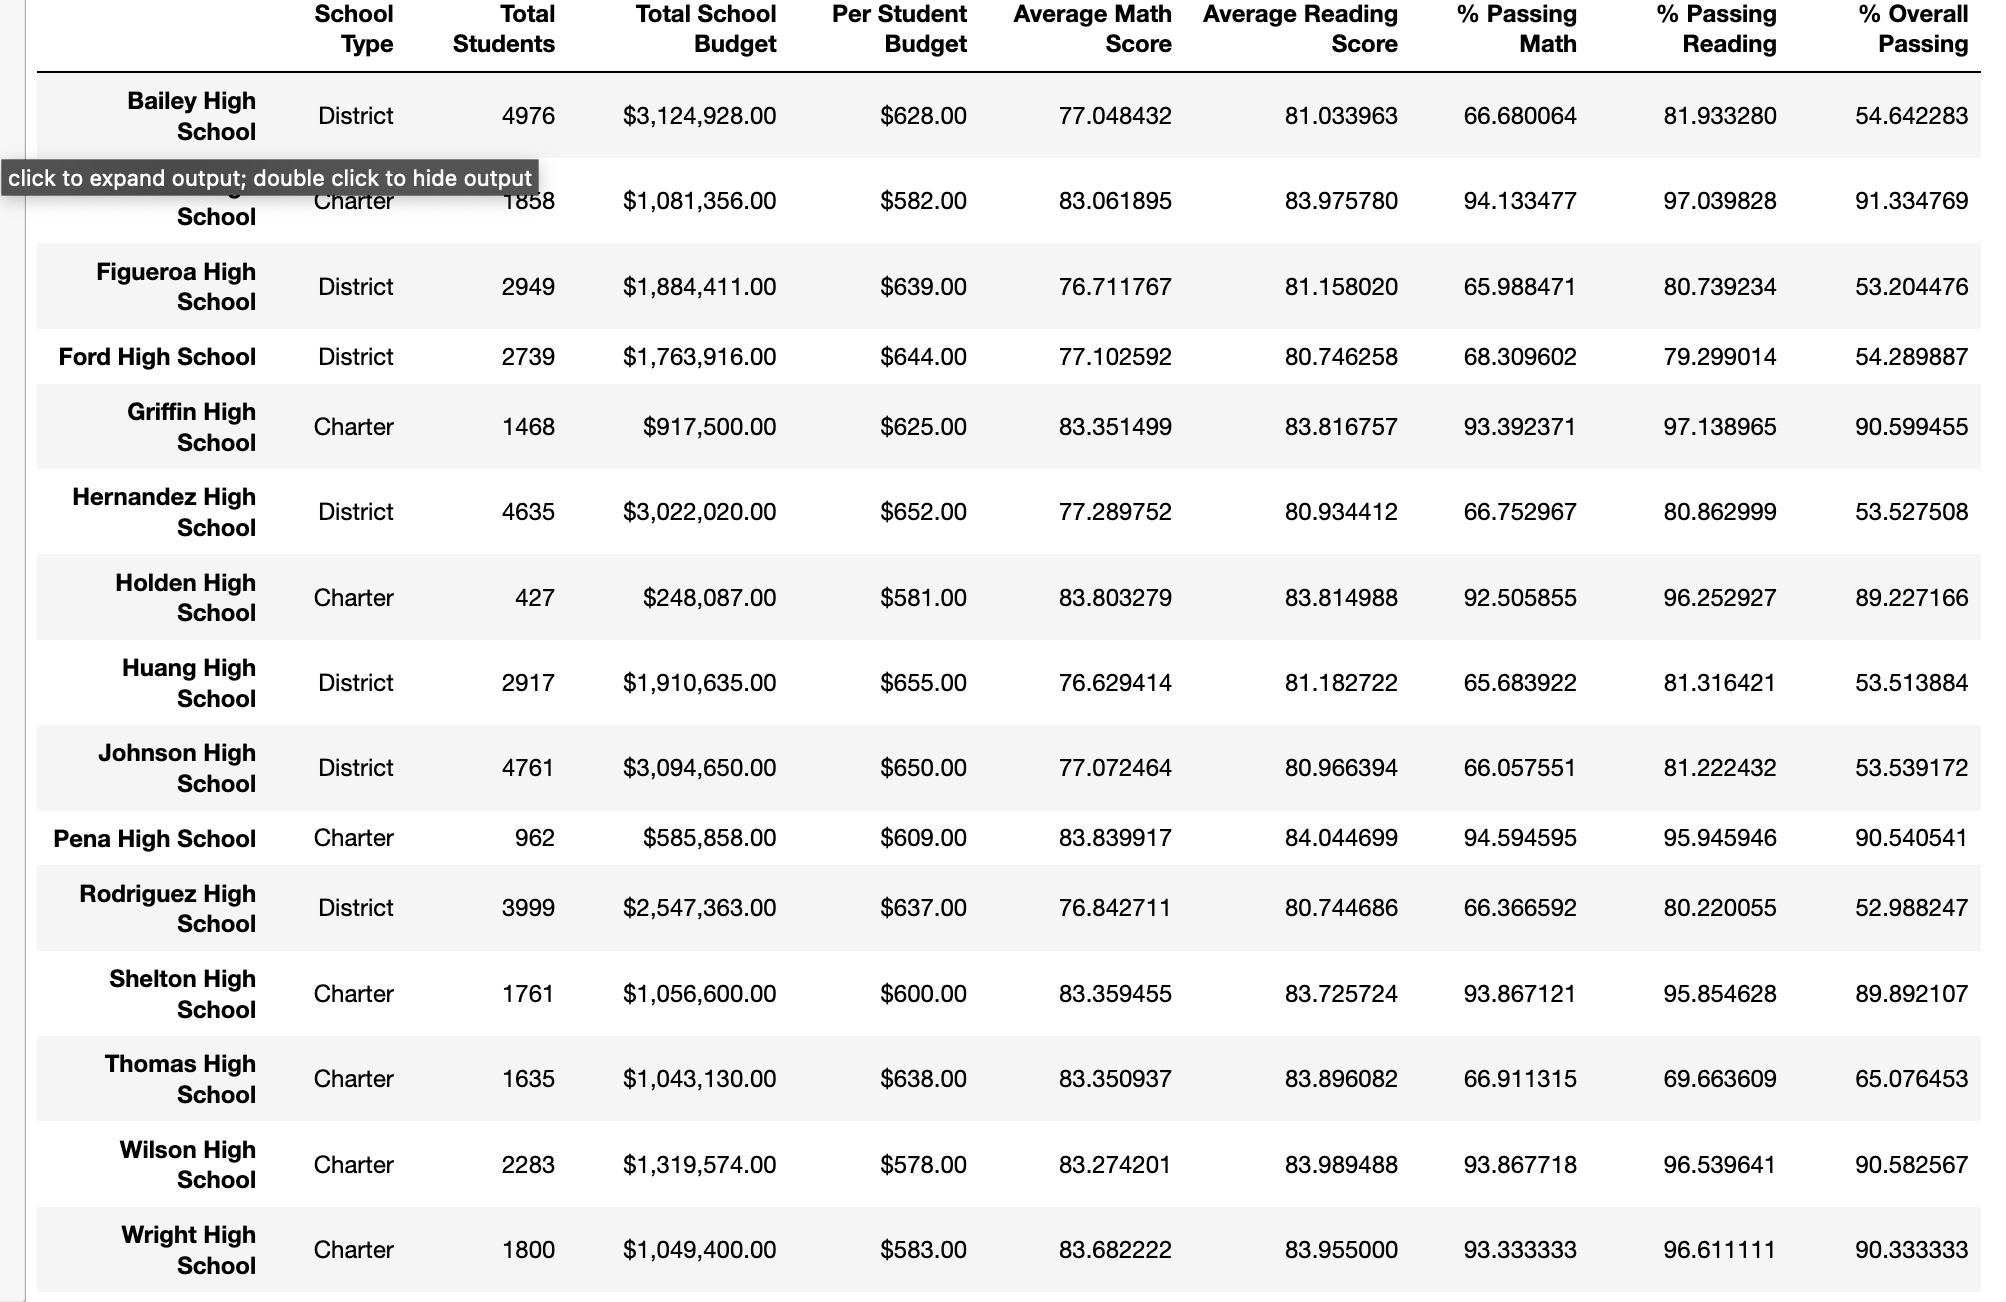 School Type Total Students Total School Budget Per Student Budget Average Math Score Average Reading Score % Passing Math % Passing Reading % Overall Passing
Bailey High School District 4976 $3,124,928.00 $628.00 77.048432 81.033963 66.680064 81.933280 54.642283
click to expand output; double click to hide output
School Charter 1858 $1,081,356.00 $582.00 83.061895 83.975780 94.133477 97.039828 91.334769
Figueroa High School District 2949 $1,884,411.00 $639.00 76.711767 81.158020 65.988471 80.739234 53.204476
Ford High School District 2739 $1,763,916.00 $644.00 77.102592 80.746258 68.309602 79.299014 54.289887
Griffin High School Charter 1468 $917,500.00 $625.00 83.351499 83.816757 93.392371 97.138965 90.599455
Hernandez High School District 4635 $3,022,020.00 $652.00 77.289752 80.934412 66.752967 80.862999 53.527508
Holden High School Charter 427 $248,087.00 $581.00 83.803279 83.814988 92.505855 96.252927 89.227166
Huang High School District 2917 $1,910,635.00 $655.00 76.629414 81.182722 65.683922 81.316421 53.513884
Johnson High School District 4761 $3,094,650.00 $650.00 77.072464 80.966394 66.057551 81.222432 53.539172
Pena High School Charter 962 $585,858.00 $609.00 83.839917 84.044699 94.594595 95.945946 90.540541
Rodriguez High School District 3999 $2,547,363.00 $637.00 76.842711 80.744686 66.366592 80.220055 52.988247
Shelton High School Charter 1761 $1,056,600.00 $600.00 83.359455 83.725724 93.867121 95.854628 89.892107
Thomas High School Charter 1635 $1,043,130.00 $638.00 83.350937 83.896082 66.911315 69.663609 65.076453
Wilson High School Charter 2283 $1,319,574.00 $578.00 83.274201 83.989488 93.867718 96.539641 90.582567
Wright High School Charter 1800 $1,049,400.00 $583.00 83.682222 83.955000 93.333333 96.611111 90.333333